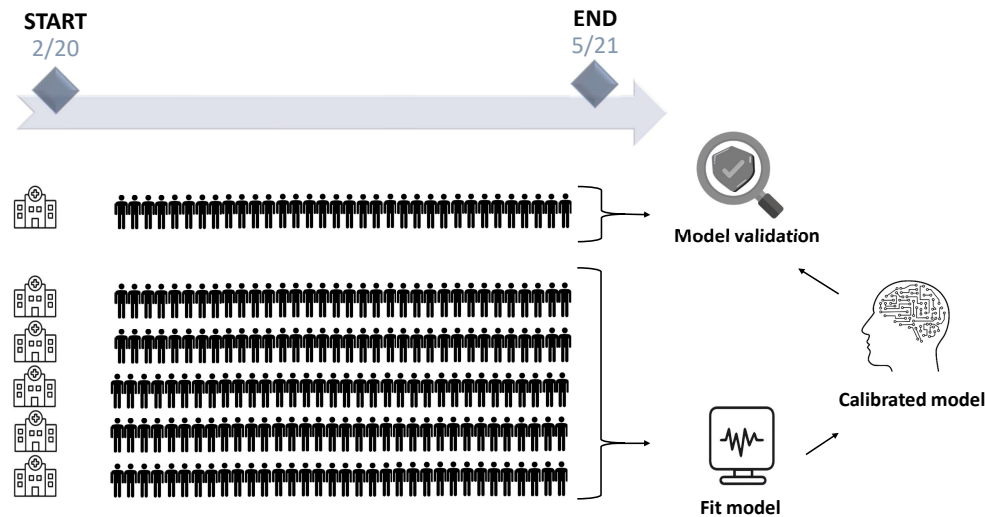 START
2/20
END
5/21
Model validation
Calibrated model
Fit model